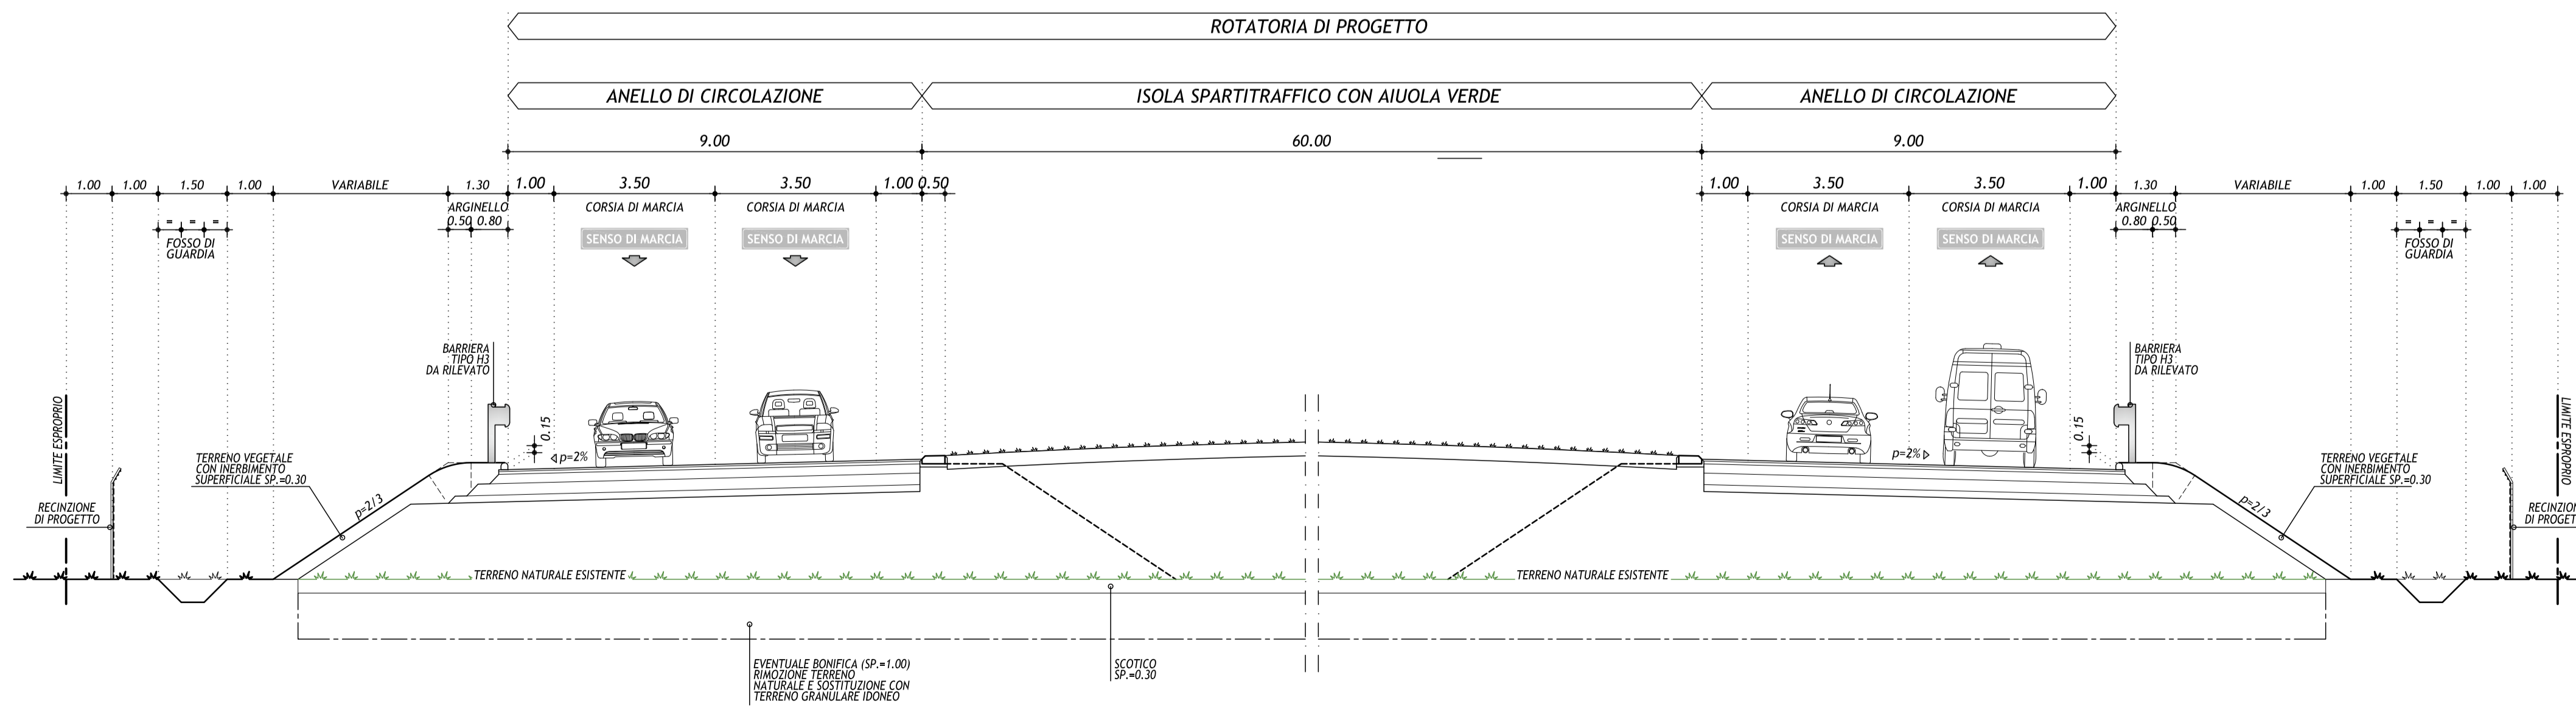 ROTATORIA DI PROGETTO
ANELLO DI CIRCOLAZIONE
ISOLA SPARTITRAFFICO CON AIUOLA VERDE
ANELLO DI CIRCOLAZIONE
9.00
60.00
9.00
1.00 1.00 1.50 1.00 VARIABILE 1.30 1.00 3.50 3.50 1.00 0.50
1.00 3.50 3.50 1.00 1.30 VARIABILE 1.00 1.50 1.00 1.00
ARGINELLO
0.50 0.80
CORSIA DI MARCIA
CORSIA DI MARCIA
CORSIA DI MARCIA
CORSIA DI MARCIA
ARGINELLO
0.80 0.50
= = =
FOSSO DI
GUARDIA
SENSO DI MARCIA
SENSO DI MARCIA
SENSO DI MARCIA
SENSO DI MARCIA
= = =
FOSSO DI
GUARDIA
BARRIERA
TIPO H3
DA RILEVATO
BARRIERA
TIPO H3
DA RILEVATO
LIMITE ESPROPRIO
0.15
p=2%
p=2%
0.15
LIMITE ESPROPRIO
TERRENO VEGETALE
CON INERBIMENTO
SUPERFICIALE SP.=0.30
TERRENO VEGETALE
CON INERBIMENTO
SUPERFICIALE SP.=0.30
p=2/3
p=2/3
RECINZIONE
DI PROGETTO
RECINZION
DI PROGETT
TERRENO NATURALE ESISTENTE
TERRENO NATURALE ESISTENTE
EVENTUALE BONIFICA (SP.=1.00)
RIMOZIONE TERRENO
NATURALE E SOSTITUZIONE CON
TERRENO GRANULARE IDONEO
SCOTICO
SP.=0.30